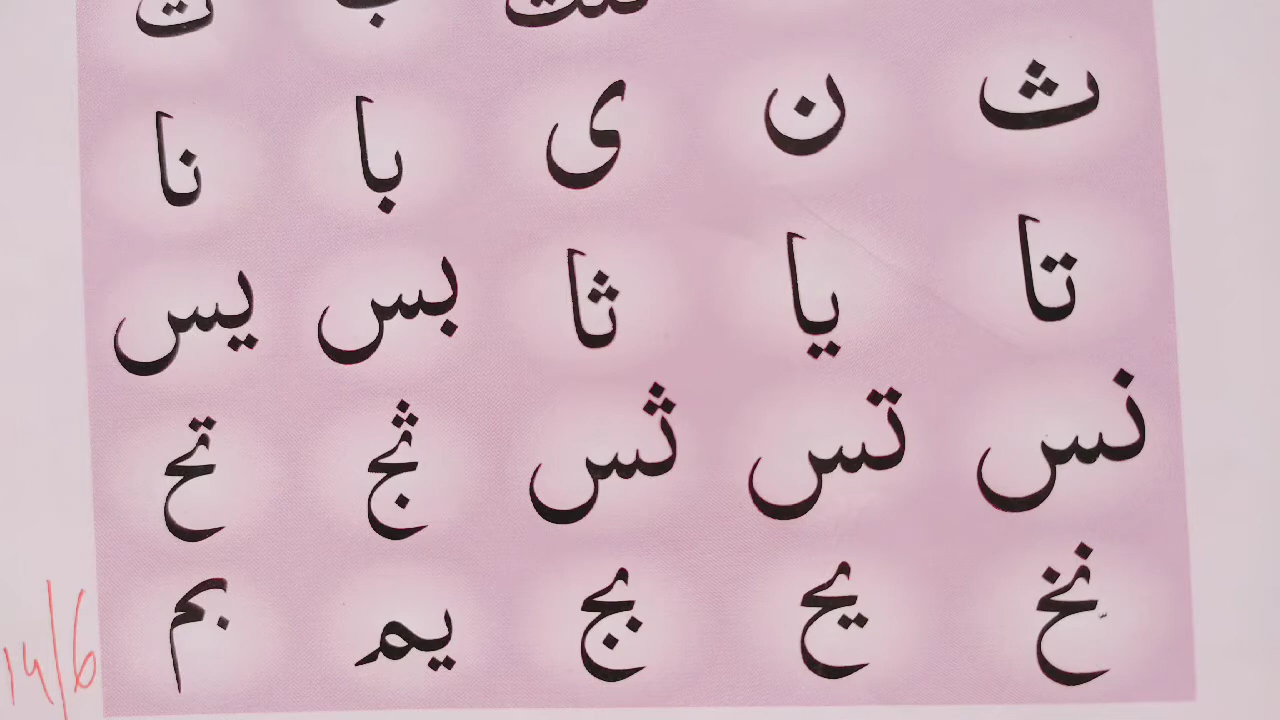 ب ت
ث ن ی با نا
تا یا ثا بس یس
نس تس ثس ثج تح
نخ یح بج یم بم
14/6